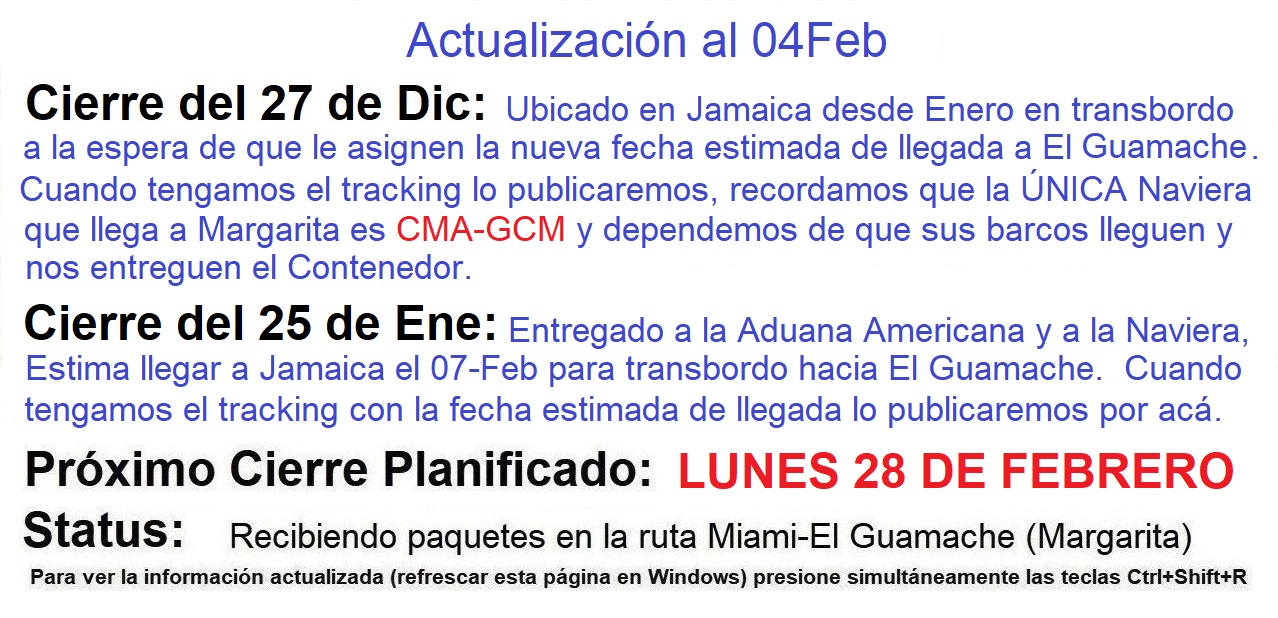 Actualización al 04Feb
Cierre del 27 de Dic: Ubicado en Jamaica desde Enero en transbordo
a la espera de que le asignen la nueva fecha estimada de llegada a El Guamache.
Cuando tengamos el tracking lo publicaremos, recordamos que la ÚNICA Naviera
que llega a Margarita es CMA-GCM y dependemos de que sus barcos lleguen y
nos entreguen el Contenedor.
Cierre del 25 de Ene: Entregado a la Aduana Americana y a la Naviera,
Estima llegar a Jamaica el 07-Feb para transbordo hacia El Guamache. Cuando
tengamos el tracking con la fecha estimada de llegada lo publicaremos por acá.
Próximo Cierre Planificado: LUNES 28 DE FEBRERO
Status: Recibiendo paquetes en la ruta Miami-El Guamache (Margarita)
Para ver la información actualizada (refrescar esta página en Windows) presione simultáneamente las teclas Ctrl+Shift+R